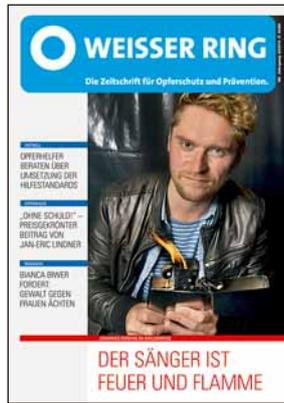 WEISSER RING
Die Zeitschrift für Opferschutz und Prävention.
OPFERHELFER
BERATEN ÜBER
UMSETZUNG DER
HILFSSTANDARDS
„OHNE SCHULD!“ –
PREISGEKRÖNTER
BEITRAG VON
JAN-ERIC LINDNER
BIANCA BIWER
FORDERT:
GEWALT GEGEN
FRAUEN ÄCHTEN
DER SÄNGER IST
FEUER UND FLAMME